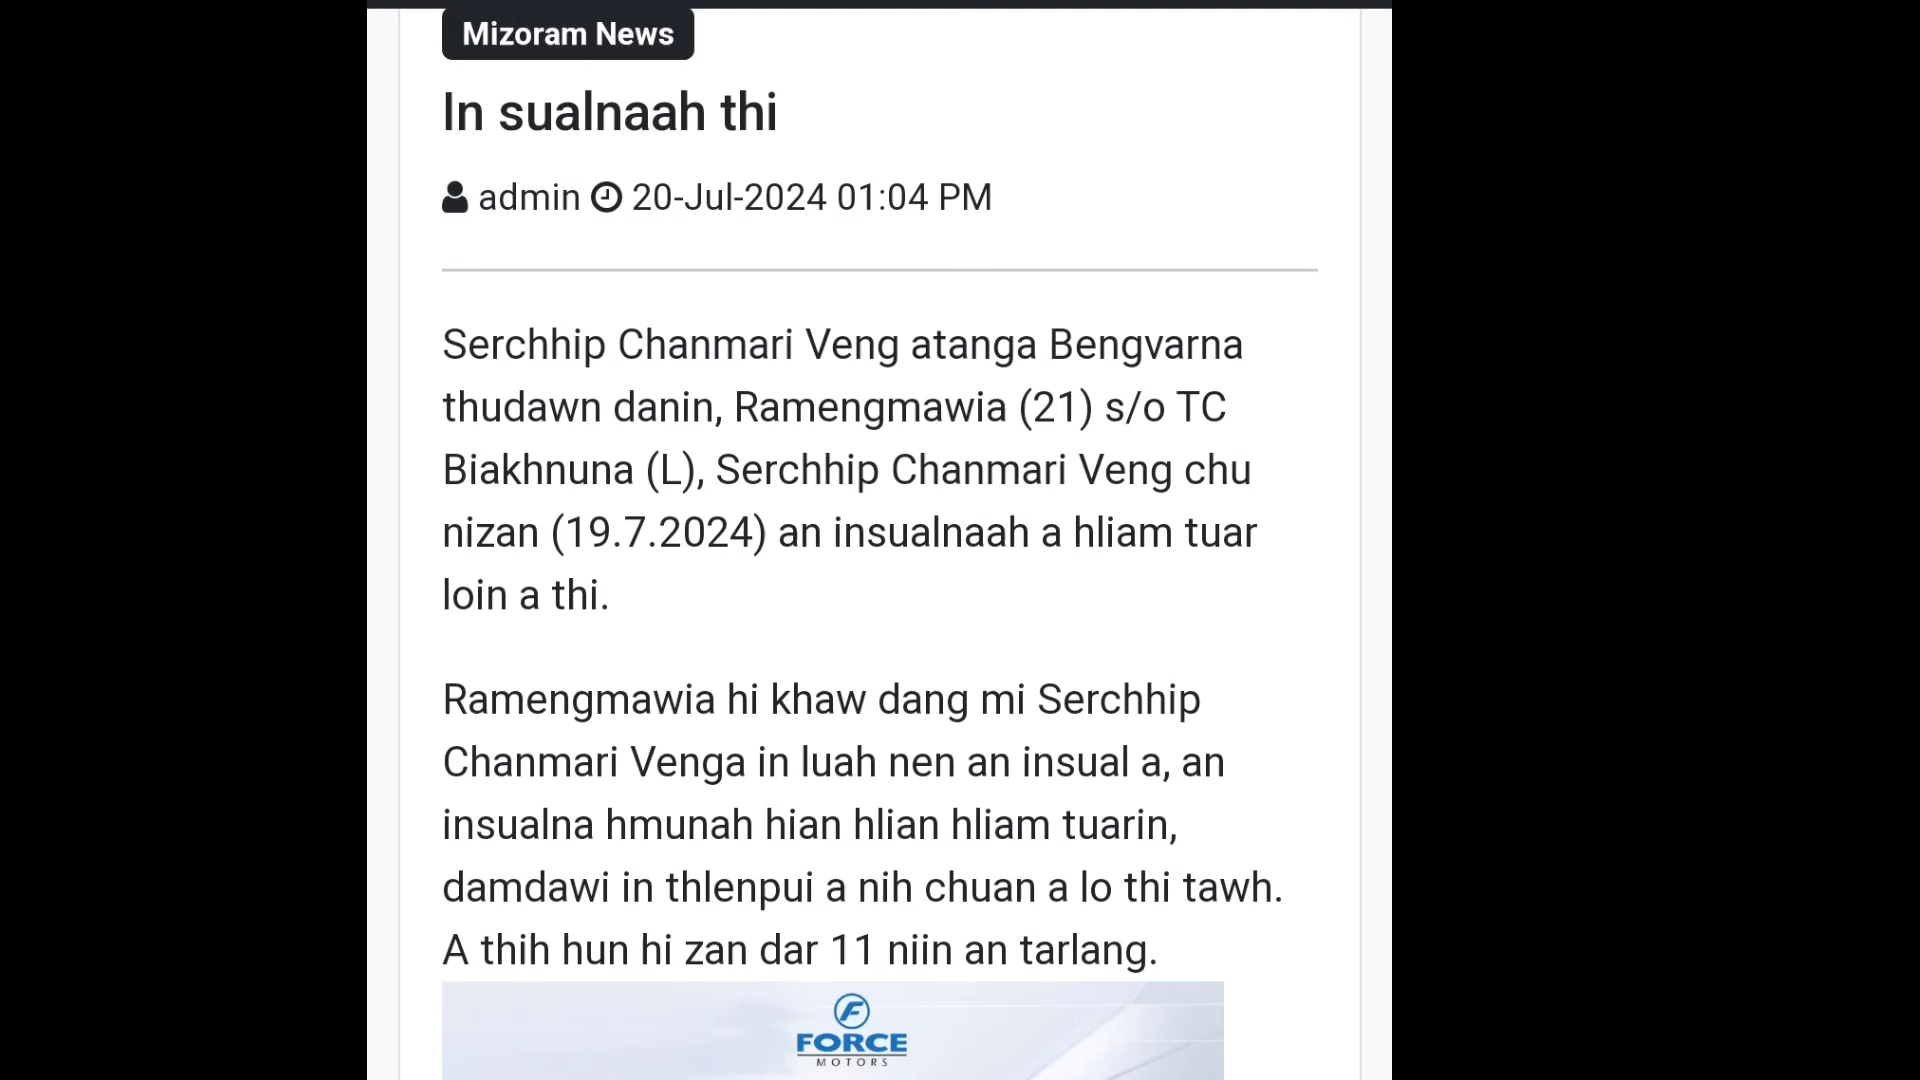 Mizoram News
In sualnaah thi
admin 20-Jul-2024 01:04 PM
Serchhip Chanmari Veng atanga Bengvarna
thudawn danin, Ramengmawia (21) s/o TC
Biakhnuna (L), Serchhip Chanmari Veng chu
nizan (19.7.2024) an insualnaah a hliam tuar
loin a thi.
Ramengmawia hi khaw dang mi Serchhip
Chanmari Venga in luah nen an insual a, an
insualna hmunah hian hlian hliam tuarin,
damdawi in thlenpui a nih chuan a lo thi tawh.
A thih hun hi zan dar 11 niin an tarlang.
FORCE
MOTORS